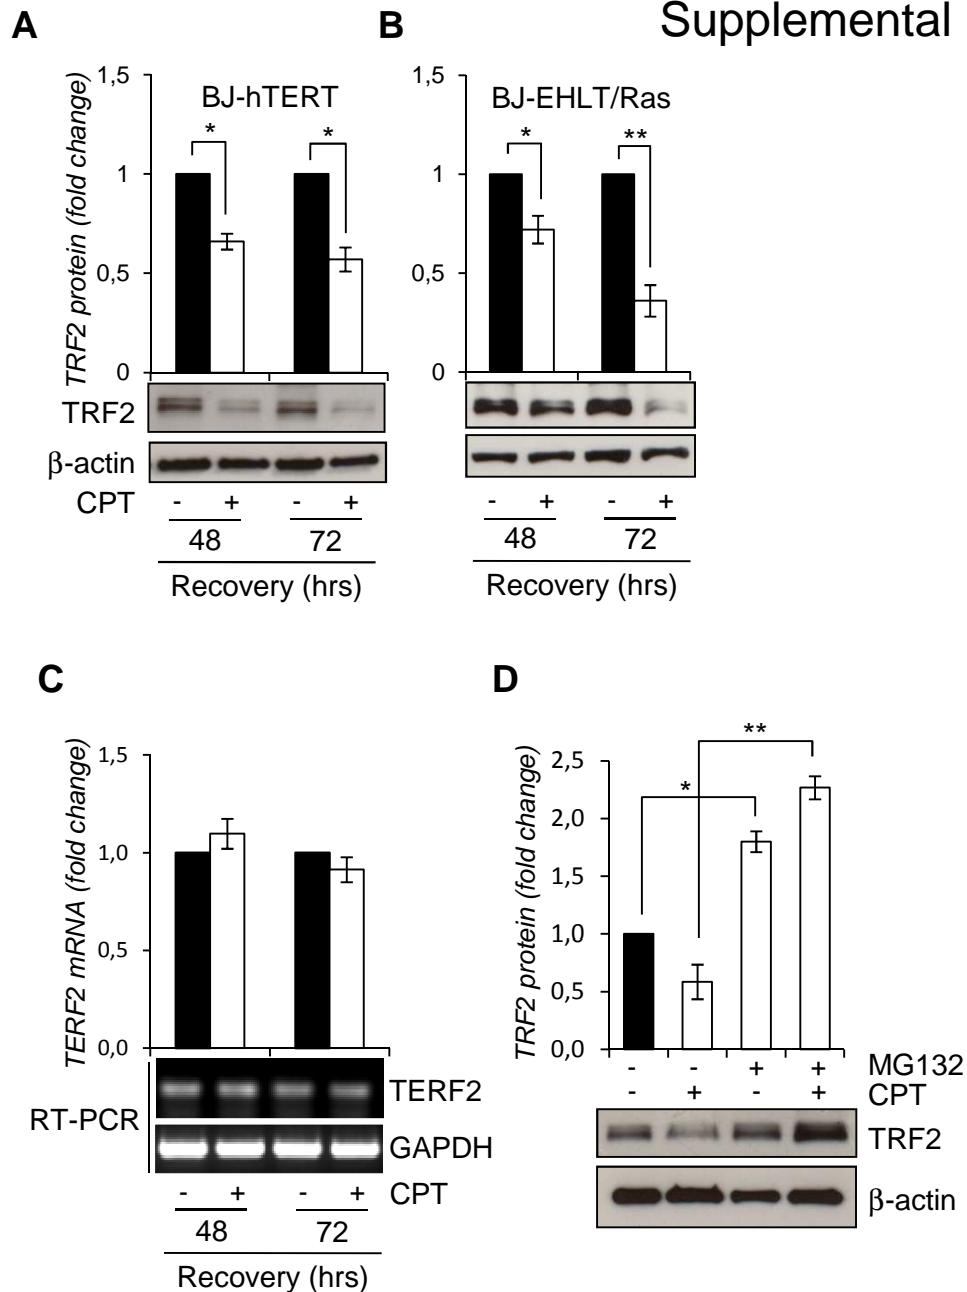 Supplemental
A
B
TRF2 protein (fold change)
1,5
1
0,5
0
BJ-hTERT
*
*
1,5
1
0,5
0
BJ-EHLT/Ras
*
**
TRF2
β-actin
CPT
- + - +
48 72
Recovery (hrs)
- + - +
48 72
Recovery (hrs)
C
D
TERF2 mRNA (fold change)
1,5
1,0
0,5
0,0
RT-PCR
TERF2
GAPDH
- + - + CPT
48 72
Recovery (hrs)
TRF2 protein (fold change)
2,5
2,0
1,5
1,0
0,5
0,0
*
**
- - + + MG132
- + - + CPT
TRF2
β-actin